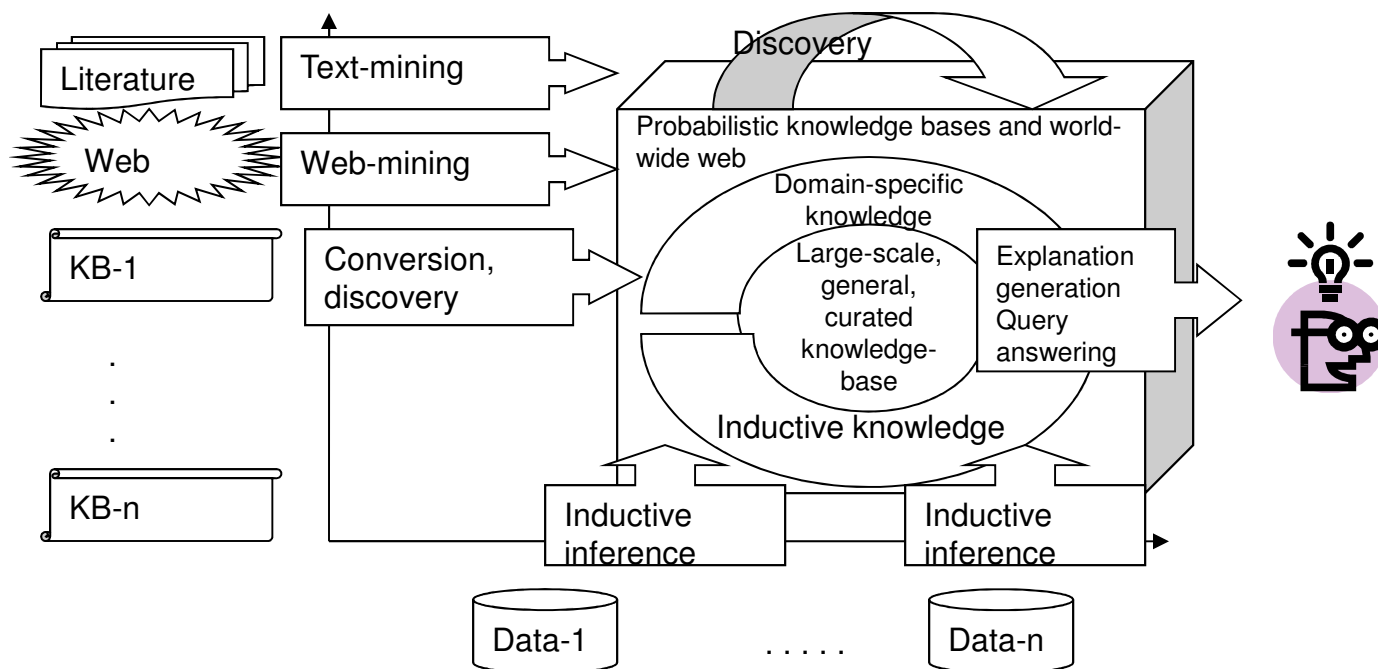 Discovery
Literature
Text-mining
Probabilistic knowledge bases and world-
wide web
Web
Web-mining
Domain-specific
knowledge
KB-1
Conversion,
discovery
Large-scale,
general,
curated
knowledge-
base
Explanation
generation
Query
answering
.
.
.
Inductive knowledge
KB-n
Inductive
inference
Inductive
inference
Data-1
. . . . .
Data-n